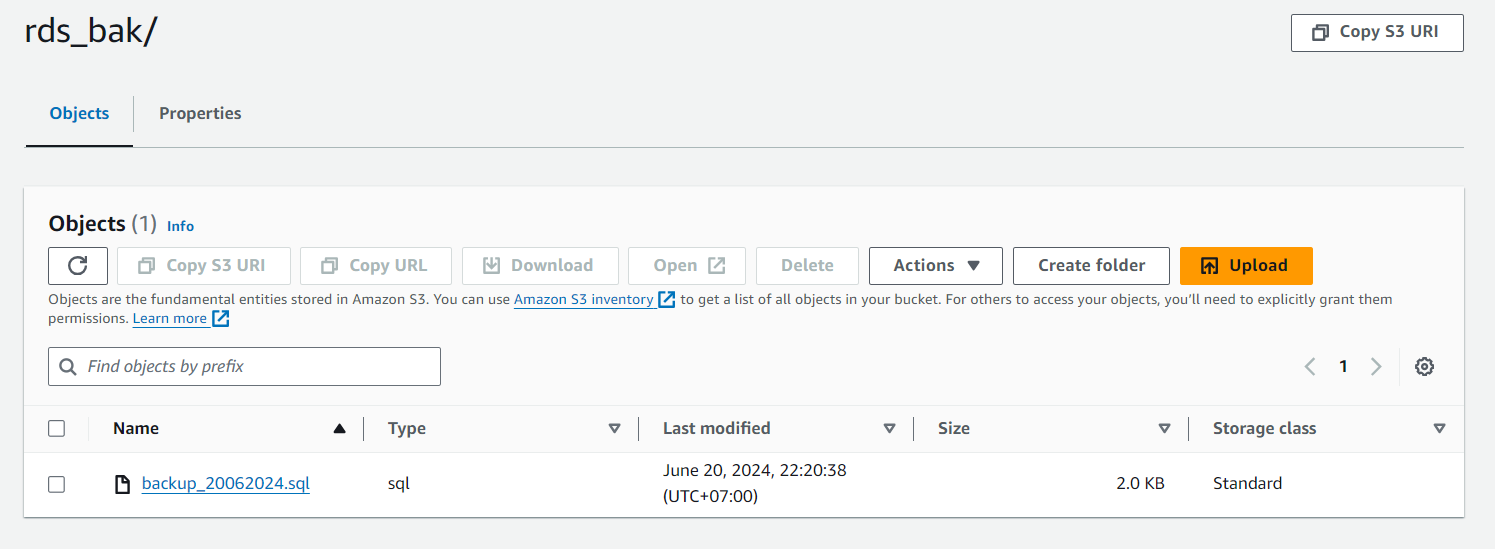 rds_bak/
Copy S3 URI
Objects
Properties
Objects (1) Info
Copy S3 URI
Copy URL
Download
Open
Delete
Actions
Create folder
Upload
Objects are the fundamental entities stored in Amazon S3. You can use Amazon S3 inventory to get a list of all objects in your bucket. For others to access your objects, you'll need to explicitly grant them
permissions. Learn more
Find objects by prefix
1
Name
Type
Last modified
Size
Storage class
backup_20062024.sql
sql
June 20, 2024, 22:20:38
(UTC+07:00)
2.0 KB
Standard